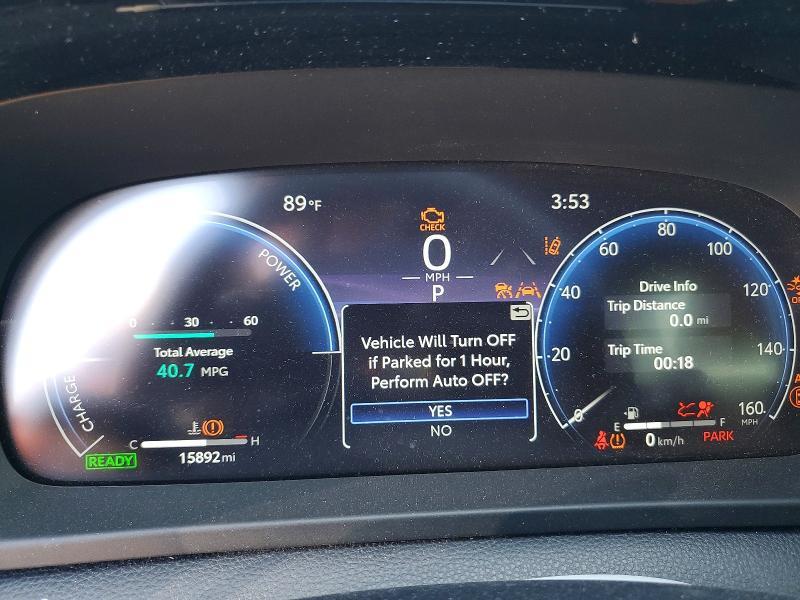 89°F
3:53
CHECK
0
MPH
P
POWER
CHARGE
0 30 60
Total Average
40.7 MPG
C H
READY
15892 mi
Vehicle Will Turn OFF
if Parked for 1 Hour,
Perform Auto OFF?
YES
NO
0
20
40
60
80
100
120
140
160
MPH
Drive Info
Trip Distance
0.0 mi
Trip Time
00:18
E F
0 km/h
PARK